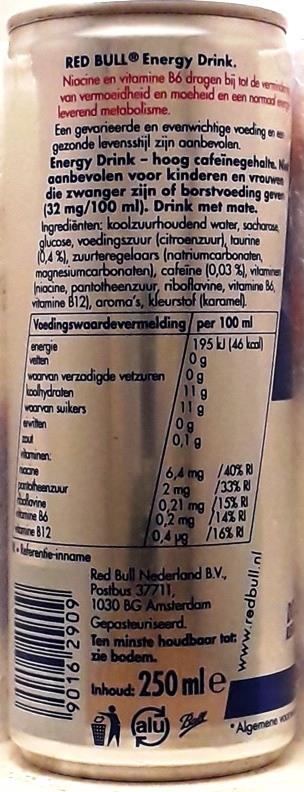 RED BULL® Energy Drink.
Niacine en vitamine B6 dragen bij tot de
van vermoeidheid en moeheid en een normaal
leverend metabolisme.
Een gevarieerde en evenwichtige voeding en
gezonde levensstijl zijn aanbevolen.
Energy Drink – hoog cafeïnegehalte.
aanbevolen voor kinderen en vrouwen
die zwanger zijn of borstvoeding geven
(32 mg/100 ml). Drink met mate.
Ingrediënten: koolzuurhoudend water, sacharose,
glucose, voedingszuur (citroenzuur), taurine
(0,4 %), zuurteregelaars (natriumcarbonaten,
magnesiumcarbonaten), cafeïne (0,03 %), vitaminen
(niacine, pantotheenzuur, riboflavine, vitamine B6,
vitamine B12), aroma's, kleurstof (karamel).
Voedingswaardevermelding per 100 ml
energie 195 kJ (46 kcal)
vetten 0 g
waarvan verzadigde vetzuren 0 g
koolhydraten 11 g
waarvan suikers 11 g
eiwitten 0 g
zout 0,1 g
vitaminen:
niacine 6,4 mg /40% RI
pantotheenzuur 2 mg /33% RI
riboflavine 0,21 mg /15% RI
vitamine B6 0,2 mg /14% RI
vitamine B12 0,4 µg /16% RI
= Referentie-inname
Red Bull Nederland B.V.,
Postbus 37711,
1030 BG Amsterdam
Gepasteuriseerd.
Ten minste houdbaar tot:
zie bodem.
Inhoud: 250 ml e
www.redbull.nl
90162909
alu
Ball
*Algemene